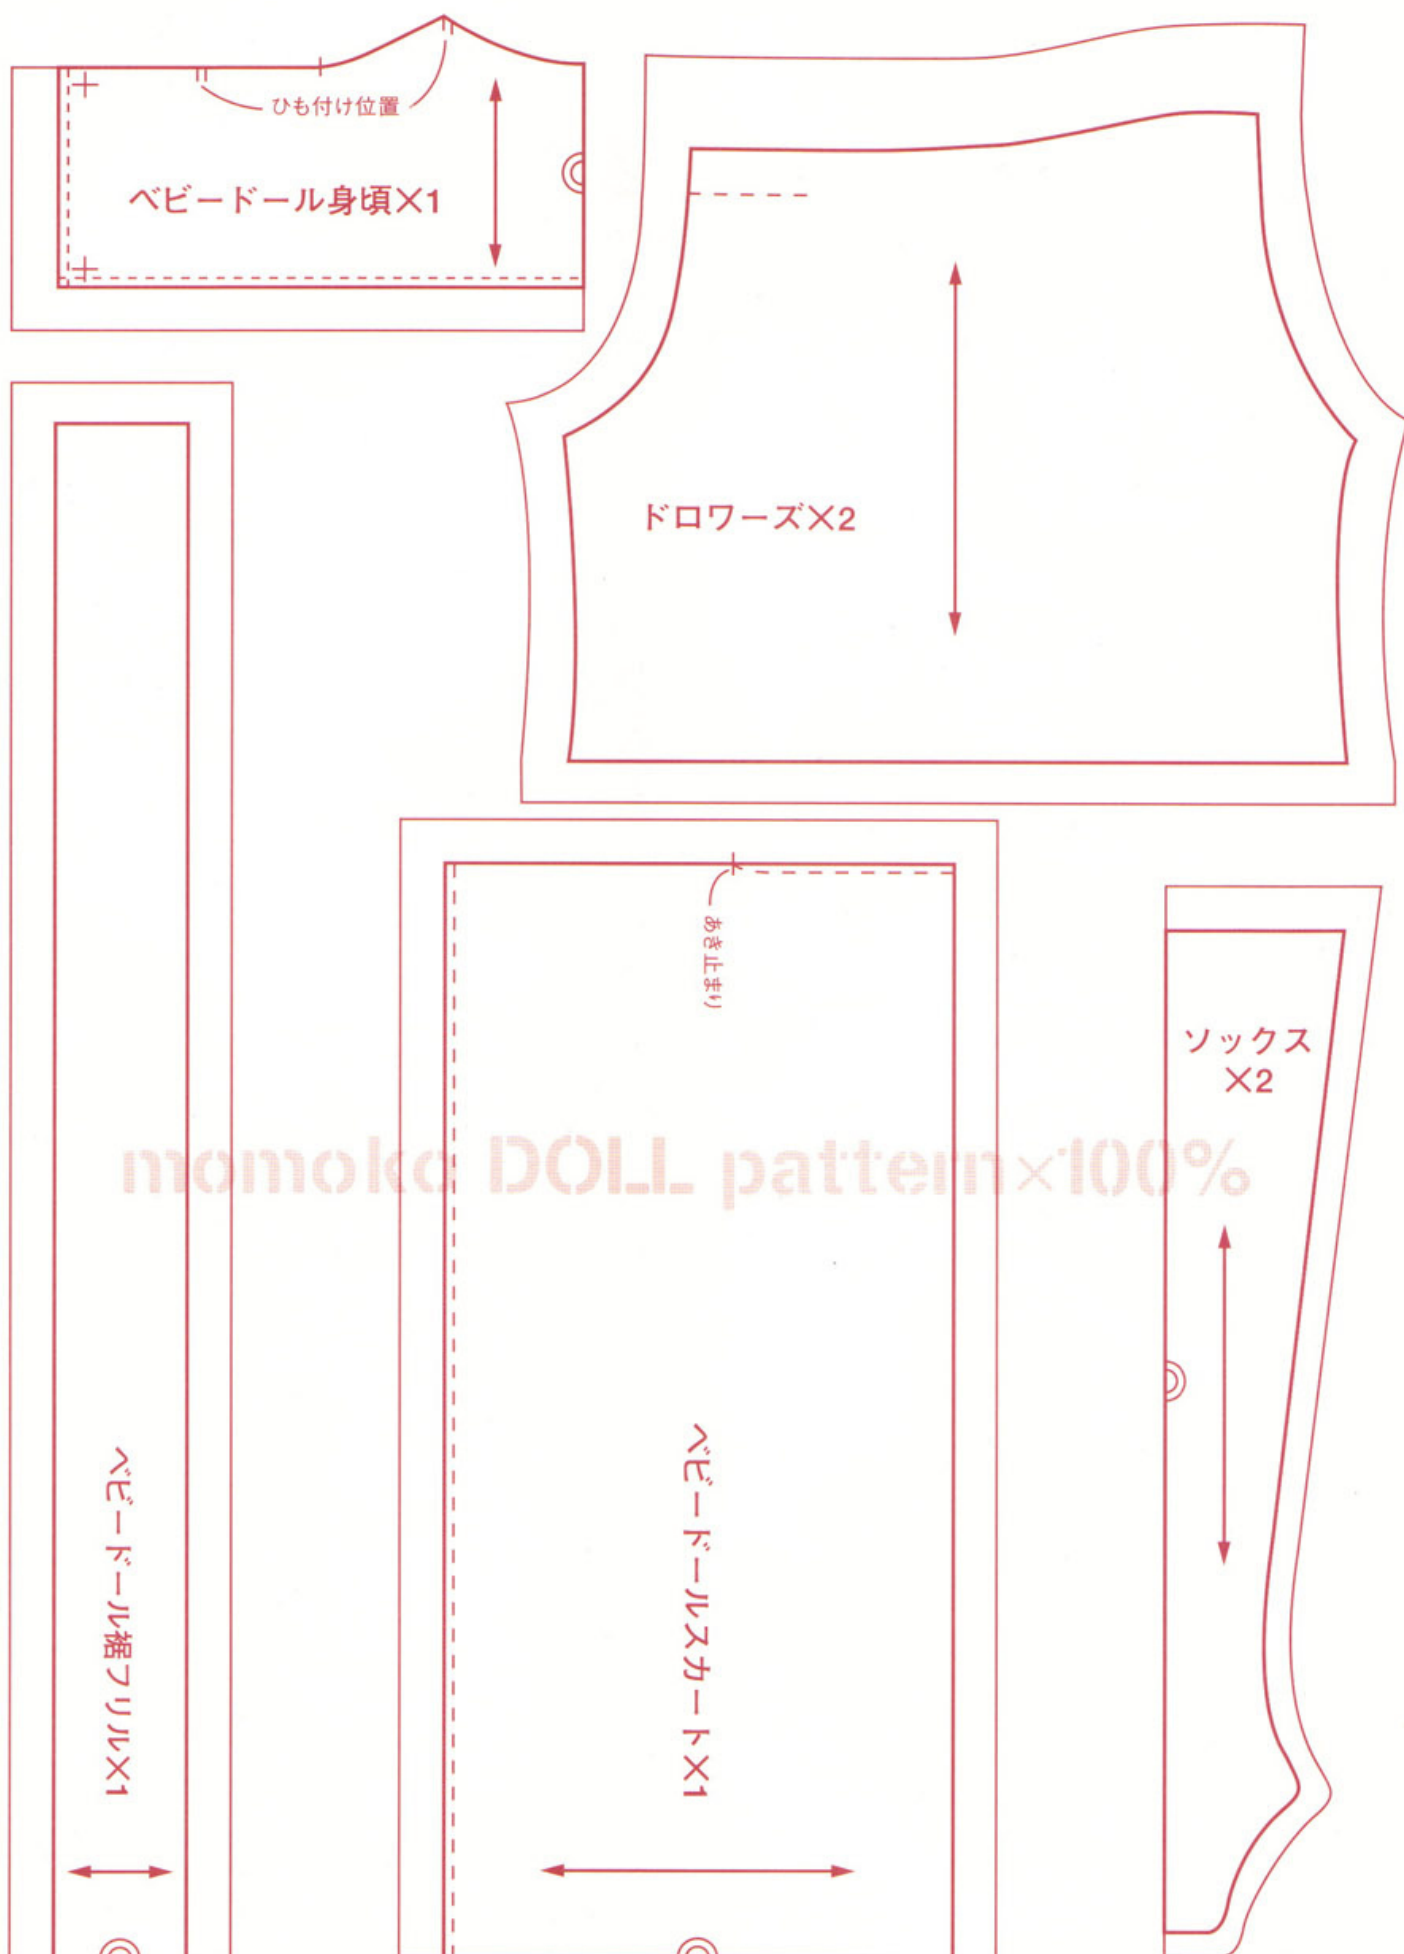 ひも付け位置
ベビードール身頃×1
ドロワーズ×2
あき止まり
ソックス
×2
momoko DOLL pattern×100%
ベビードール裾フリル×1
ベビードールスカート×1